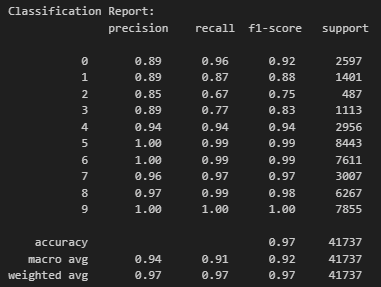 Classification Report:
precision recall f1-score support
0 0.89 0.96 0.92 2597
1 0.89 0.87 0.88 1401
2 0.85 0.67 0.75 487
3 0.89 0.77 0.83 1113
4 0.94 0.94 0.94 2956
5 1.00 0.99 0.99 8443
6 1.00 0.99 0.99 7611
7 0.96 0.97 0.97 3007
8 0.97 0.99 0.98 6267
9 1.00 1.00 1.00 7855
accuracy 0.97 41737
macro avg 0.94 0.91 0.92 41737
weighted avg 0.97 0.97 0.97 41737